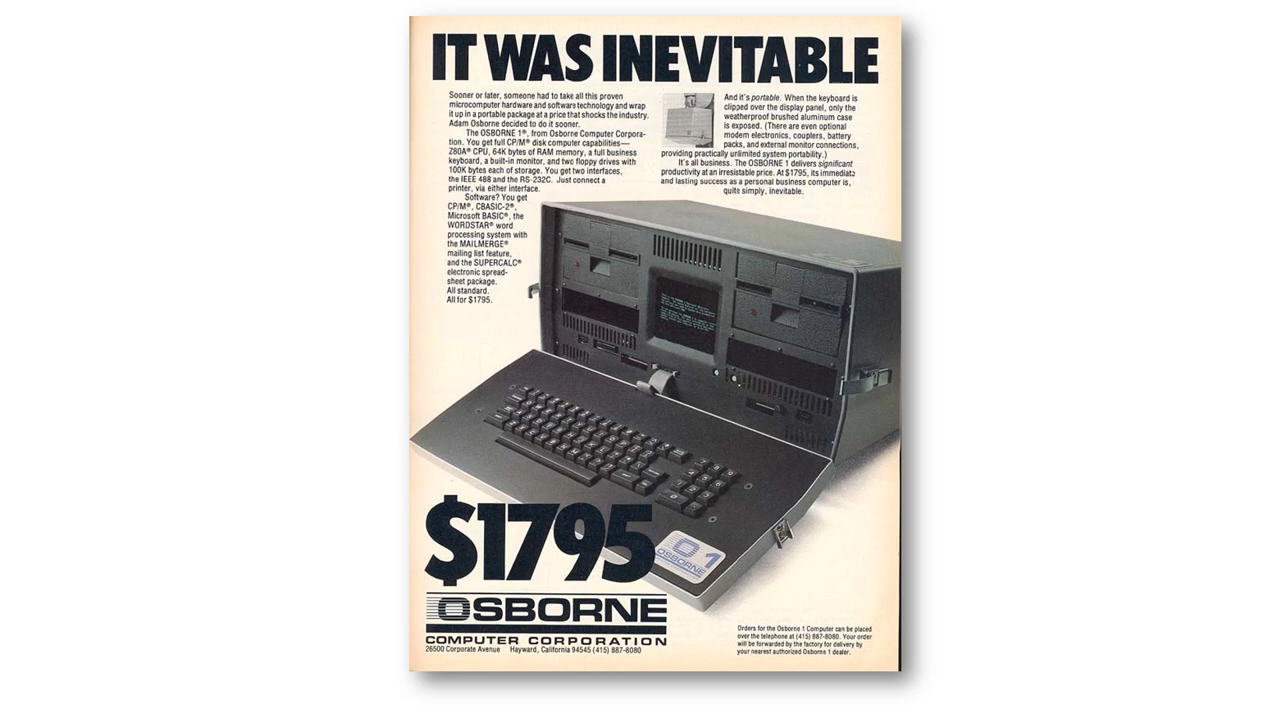 IT WAS INEVITABLE
Sooner or later, someone had to take all this proven
microcomputer hardware and software technology and wrap
it up in a portable package at a price that shocks the industry.
Adam Osborne decided to do it sooner.
The OSBORNE 1®, from Osborne Computer Corpora-
tion. You get full CP/M® disk computer capabilities—
Z80A® CPU, 64K bytes of RAM memory, a full business
keyboard, a built-in monitor, and two floppy drives with
100K bytes each of storage. You get two interfaces,
the IEEE 488 and the RS-232C. Just connect a
printer, via either interface.
Software? You get
CP/M®, CBASIC-2®,
Microsoft BASIC®, the
WORDSTAR® word
processing system with
the MAILMERGE®
mailing list feature,
and the SUPERCALC®
electronic spread-
sheet package.
All standard.
All for $1795.
And it's portable. When the keyboard is
clipped over the display panel, only the
weatherproof brushed aluminum case
is exposed. (There are even optional
modem electronics, couplers, battery
packs, and external monitor connections,
providing practically unlimited system portability.)
It's all business. The OSBORNE 1 delivers significant
productivity at an irresistible price. At $1795, its immediate
and lasting success as a personal business computer is,
quite simply, inevitable.
$1795
O 1
OSBORNE
OSBORNE
COMPUTER CORPORATION
26500 Corporate Avenue Hayward, California 94545 (415) 887-8080
Orders for the Osborne 1 Computer can be placed
over the telephone at (415) 887-8080. Your order
will be forwarded by the factory for delivery by
your nearest authorized Osborne 1 dealer.